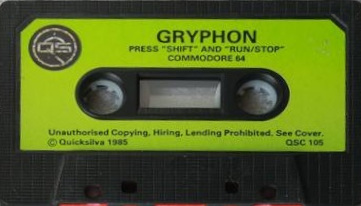 QS
GRYPHON
PRESS "SHIFT" AND "RUN/STOP"
COMMODORE 64
Unauthorised Copying, Hiring, Lending Prohibited. See Cover.
© Quicksilva 1985 QSC 105